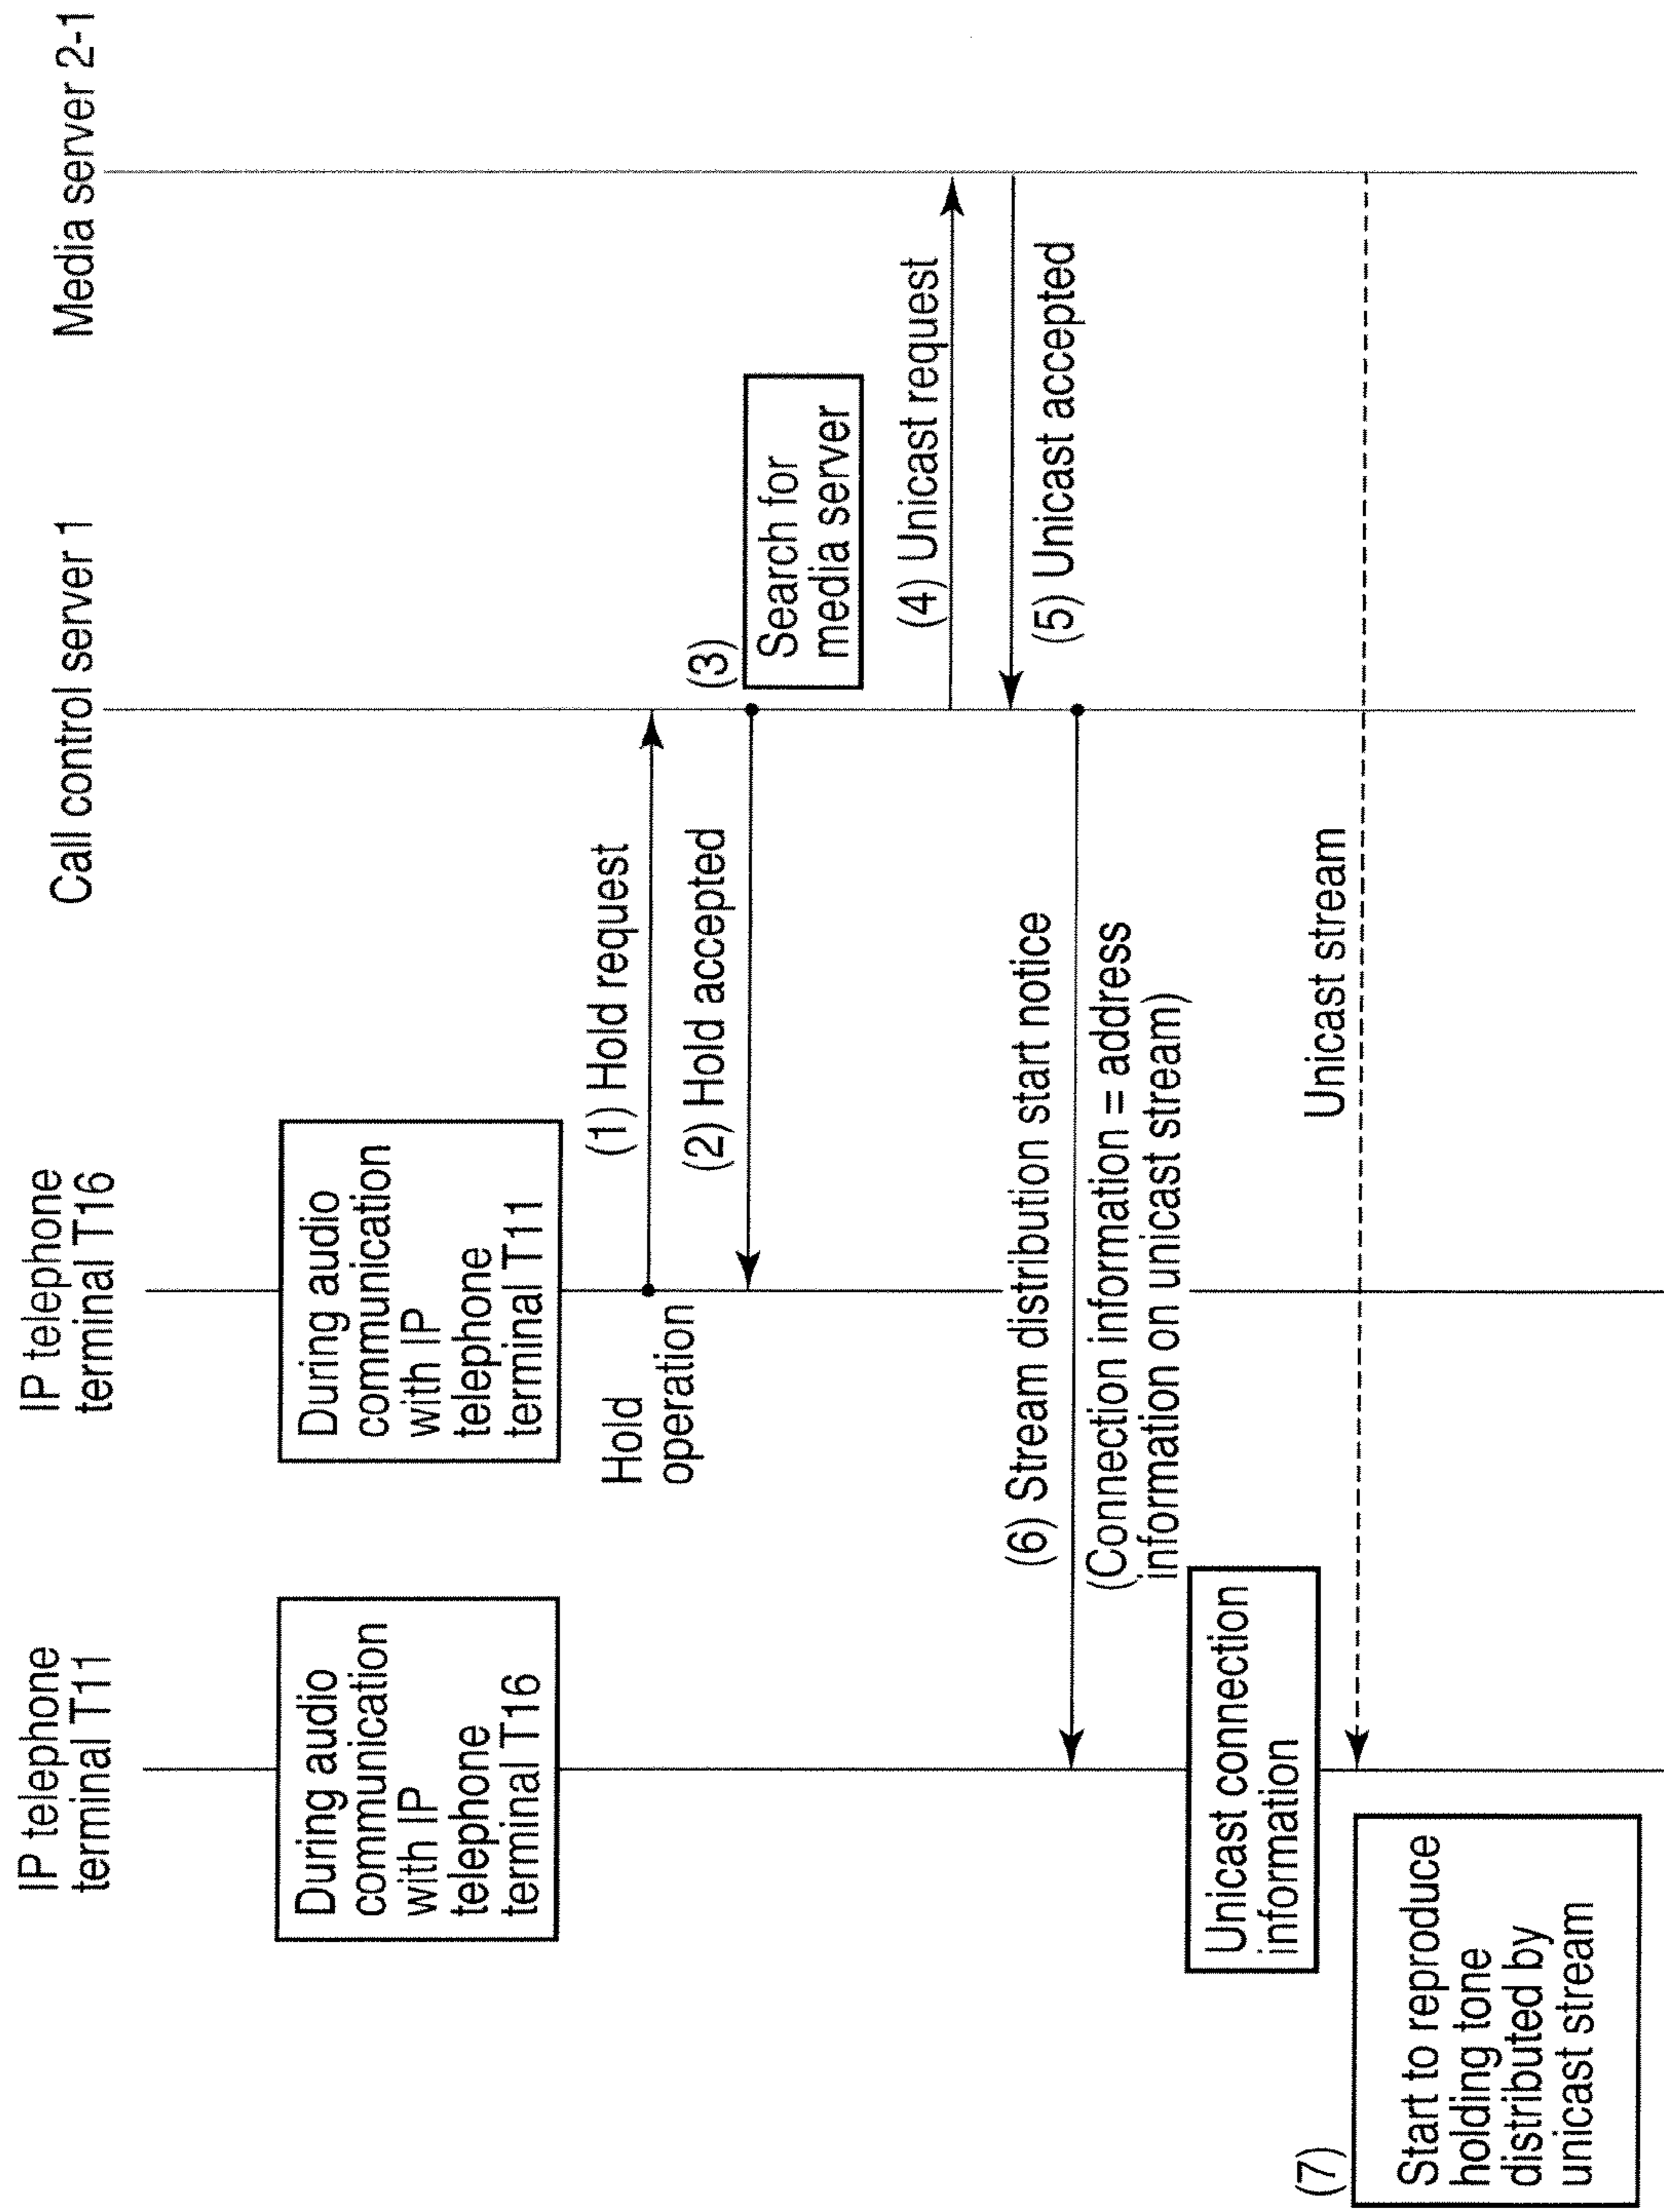 IP telephone
terminal T11
IP telephone
terminal T16
Call control server 1
Media server 2-1
During audio
communication
with IP
telephone
terminal T16
During audio
communication
with IP
telephone
terminal T11
Hold
operation
(1) Hold request
(2) Hold accepted
(3)
Search for
media server
(4) Unicast request
(5) Unicast accepted
(6) Stream distribution start notice
(Connection information = address
information on unicast stream)
Unicast connection
information
Unicast stream
(7)
Start to reproduce
holding tone
distributed by
unicast stream